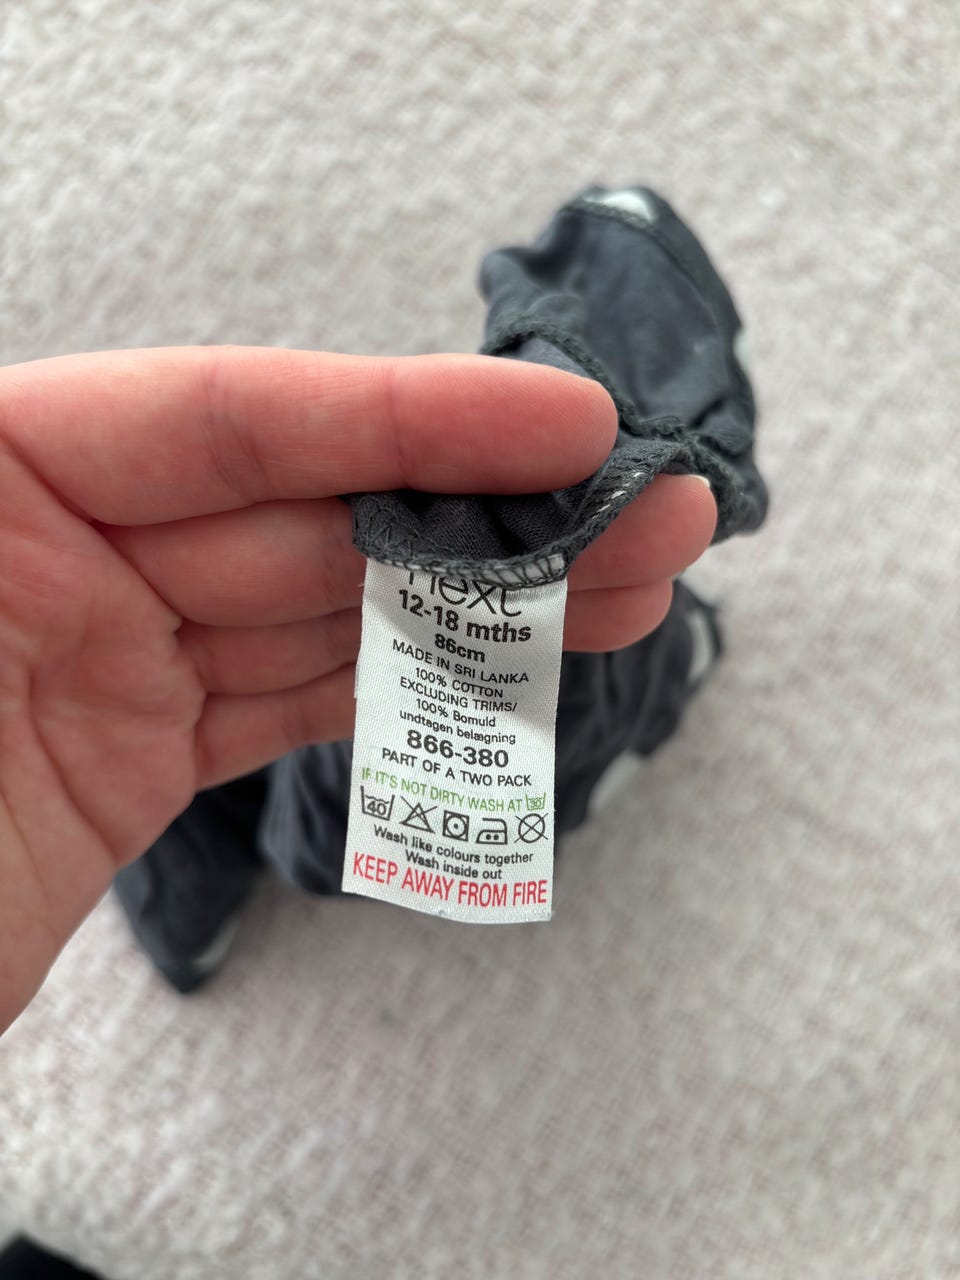 next
12-18 mths
86cm
MADE IN SRI LANKA
100% COTTON
EXCLUDING TRIMS/
100% Bomuld
undtagen belægning
866-380
PART OF A TWO PACK
IF IT'S NOT DIRTY WASH AT 30
40
Wash like colours together
Wash inside out
KEEP AWAY FROM FIRE